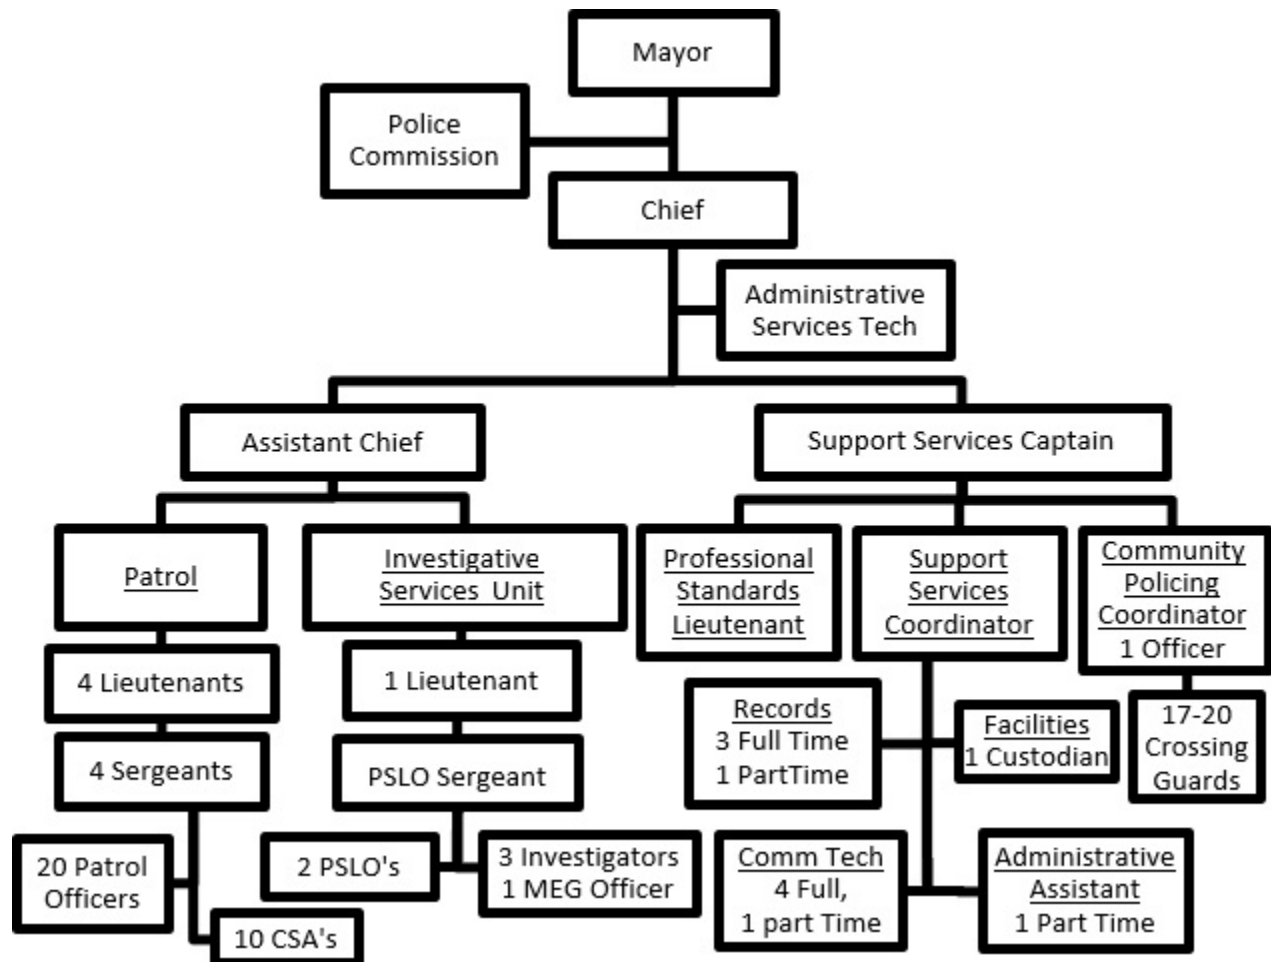 Mayor
Police
Commission
Chief
Administrative
Services Tech
Assistant Chief
Support Services Captain
Patrol
Investigative
Services Unit
Professional
Standards
Lieutenant
Support
Services
Coordinator
Community
Policing
Coordinator
1 Officer
4 Lieutenants
1 Lieutenant
Records
3 Full Time
1 PartTime
Facilities
1 Custodian
17-20
Crossing
Guards
4 Sergeants
PSLO Sergeant
20 Patrol
Officers
10 CSA's
2 PSLO's
3 Investigators
1 MEG Officer
Comm Tech
4 Full,
1 part Time
Administrative
Assistant
1 Part Time